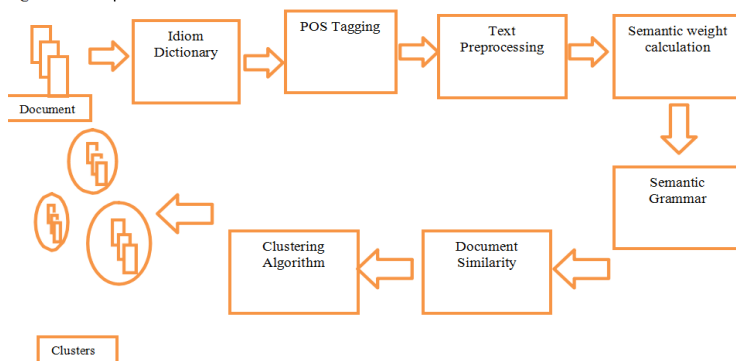 Idiom
Dictionary
POS Tagging
Text
Preprocessing
Semantic weight
calculation
Document
Semantic
Grammar
Clustering
Algorithm
Document
Similarity
Clusters